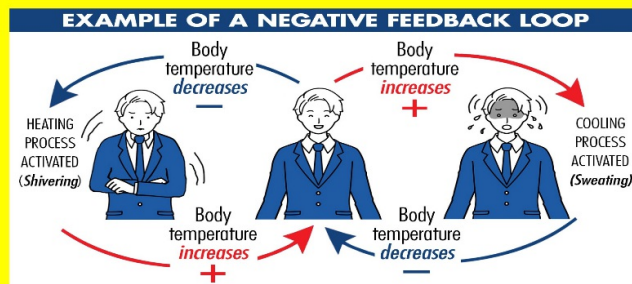 EXAMPLE OF A NEGATIVE FEEDBACK LOOP
Body
temperature
decreases
−
Body
temperature
increases
+
HEATING
PROCESS
ACTIVATED
(Shivering)
COOLING
PROCESS
ACTIVATED
(Sweating)
Body
temperature
increases
+
Body
temperature
decreases
−